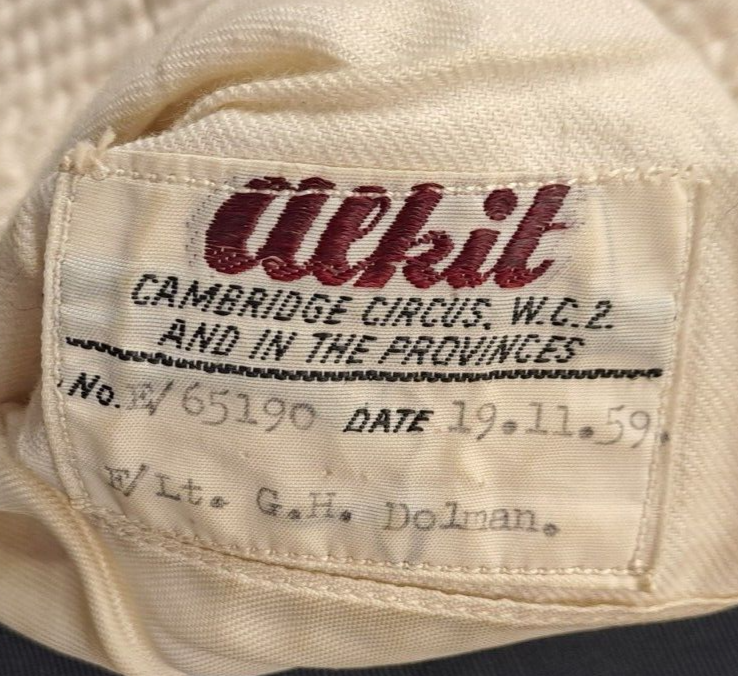 Alkit
CAMBRIDGE CIRCUS. W.C.2.
AND IN THE PROVINCES
No. E/65190 DATE 19.11.59.
F/Lt. G.H. Dolman.